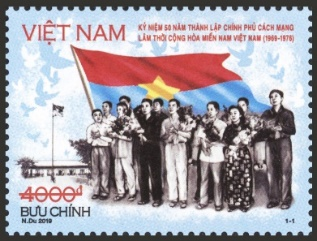 VIỆT NAM
KỶ NIỆM 50 NĂM THÀNH LẬP CHÍNH PHỦ CÁCH MẠNG
LÂM THỜI CỘNG HÒA MIỀN NAM VIỆT NAM (1969-1976)
4000đ
BƯU CHÍNH
N.Du 2019
1-1